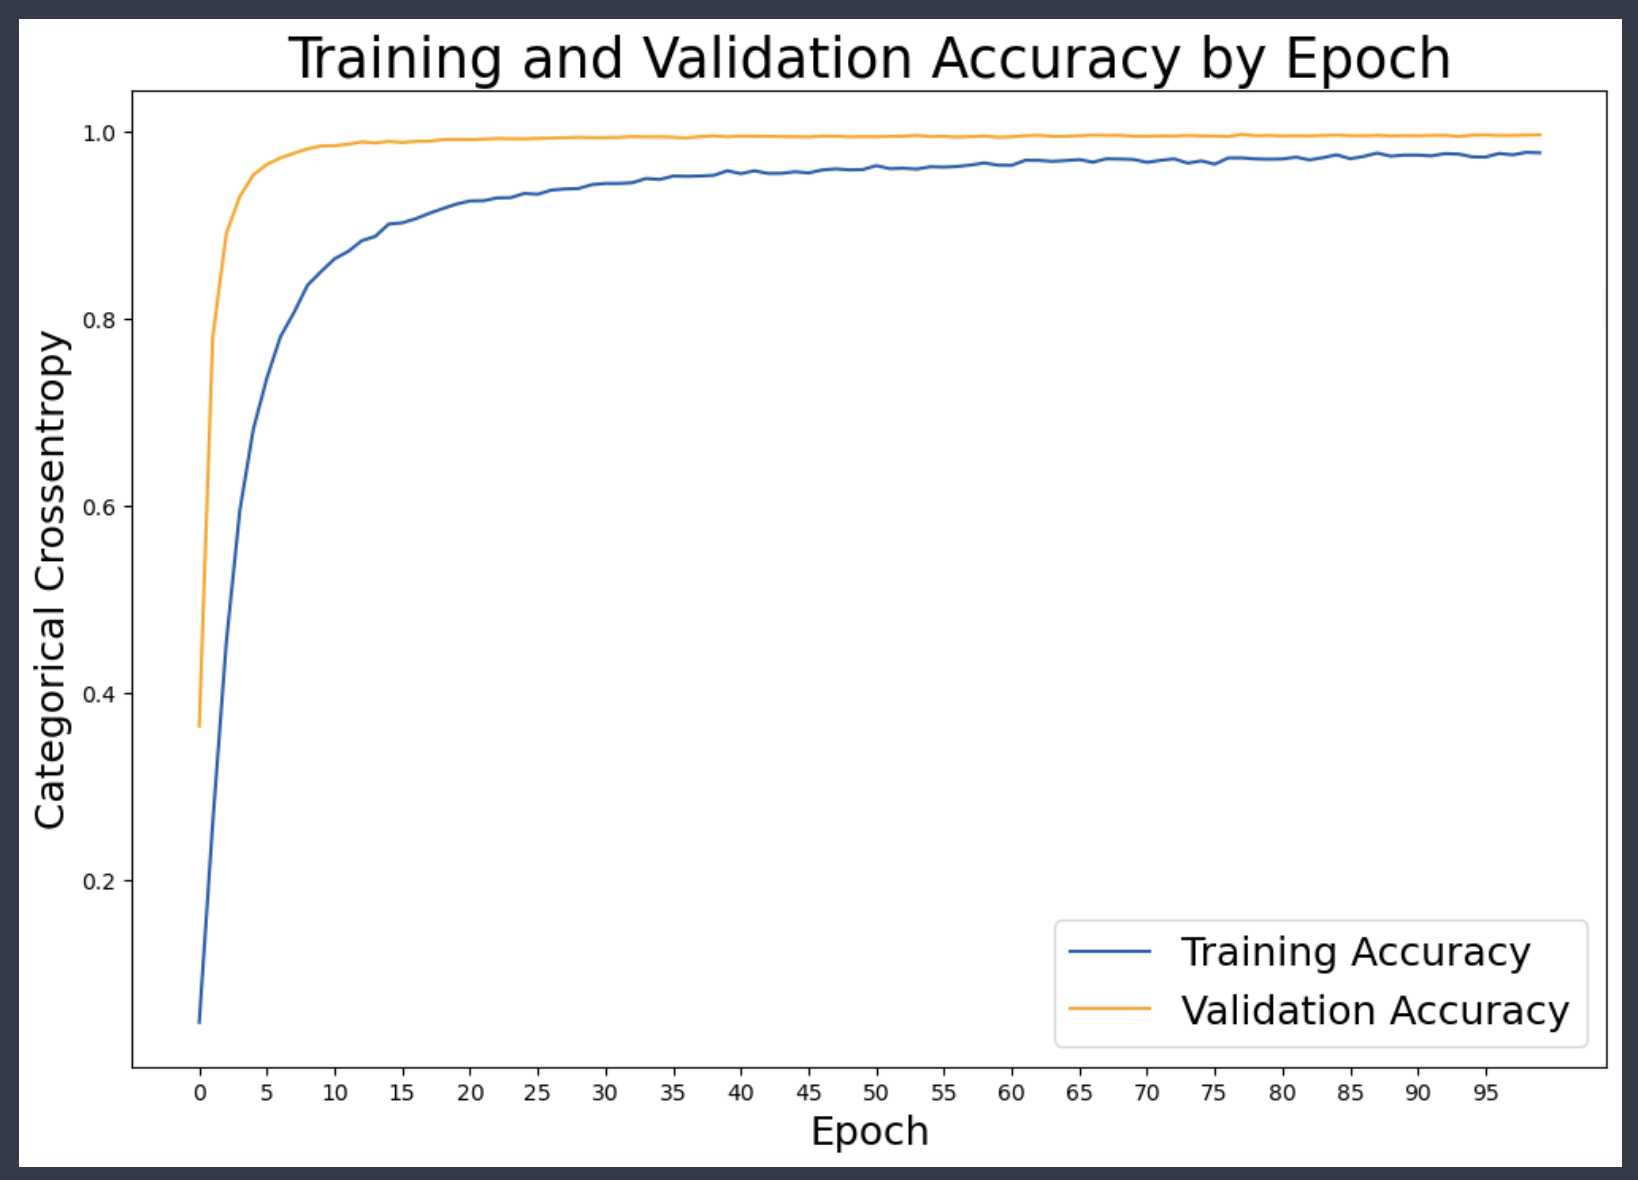 Training and Validation Accuracy by Epoch
Categorical Crossentropy
1.0
0.8
0.6
0.4
0.2
Training Accuracy
Validation Accuracy
0 5 10 15 20 25 30 35 40 45 50 55 60 65 70 75 80 85 90 95
Epoch